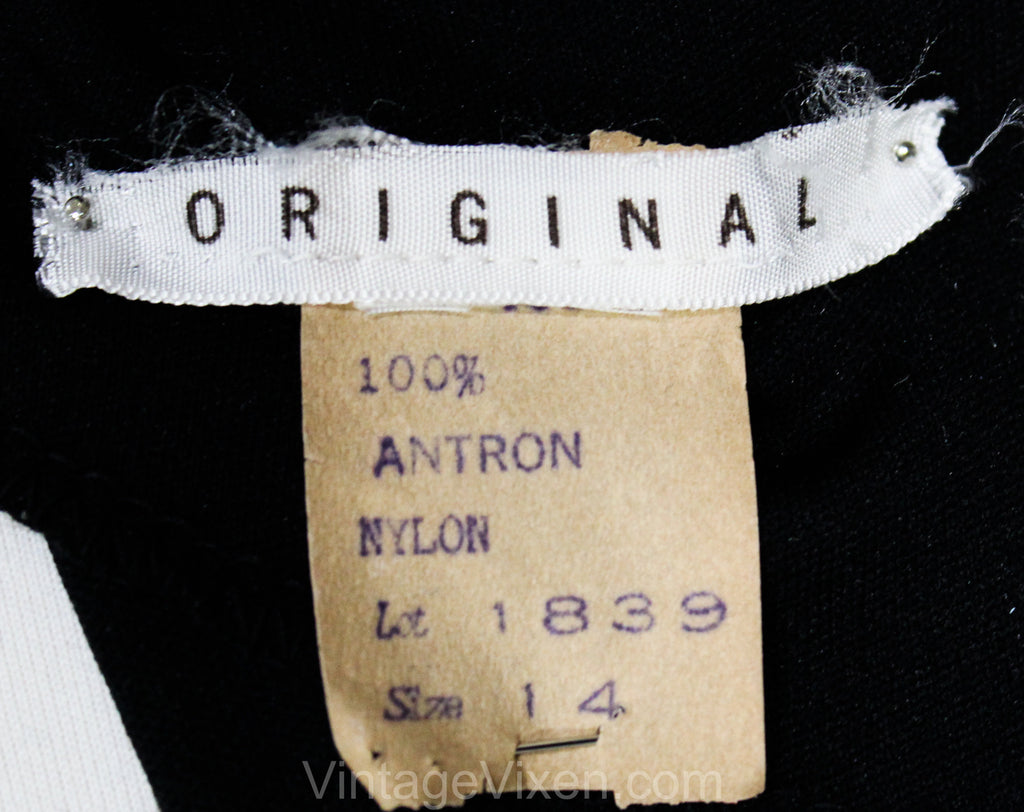 ORIGINAL
100%
ANTRON
NYLON
Lot 1839
Size 14
VintageVixen.com